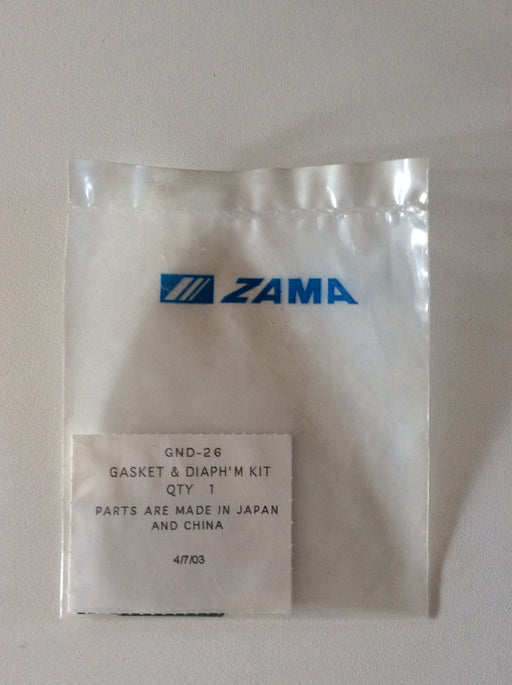 ZAMA
GND-26
GASKET & DIAPH'M KIT
QTY 1
PARTS ARE MADE IN JAPAN
AND CHINA
4/7/03